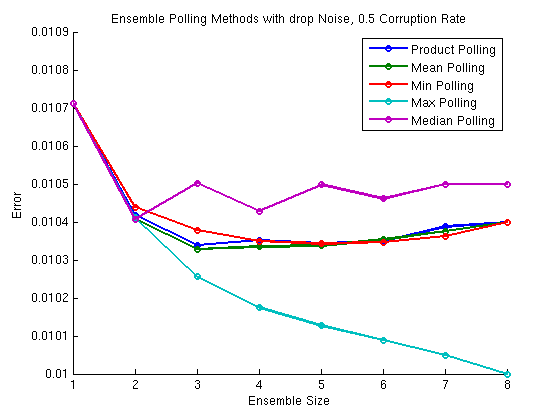 Ensemble Polling Methods with drop Noise, 0.5 Corruption Rate
0.0109
0.0108
0.0107
0.0106
0.0105
0.0104
0.0103
0.0102
0.0101
0.01
Error
Product Polling
Mean Polling
Min Polling
Max Polling
Median Polling
1 2 3 4 5 6 7 8
Ensemble Size